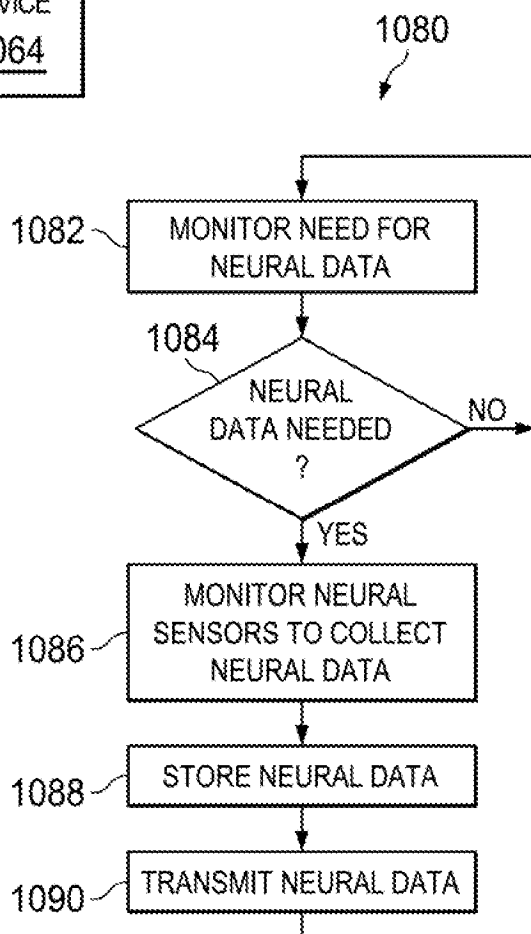 064
1080
1082
MONITOR NEED FOR
NEURAL DATA
1084
NEURAL
DATA NEEDED
?
NO
YES
1086
MONITOR NEURAL
SENSORS TO COLLECT
NEURAL DATA
1088
STORE NEURAL DATA
1090
TRANSMIT NEURAL DATA